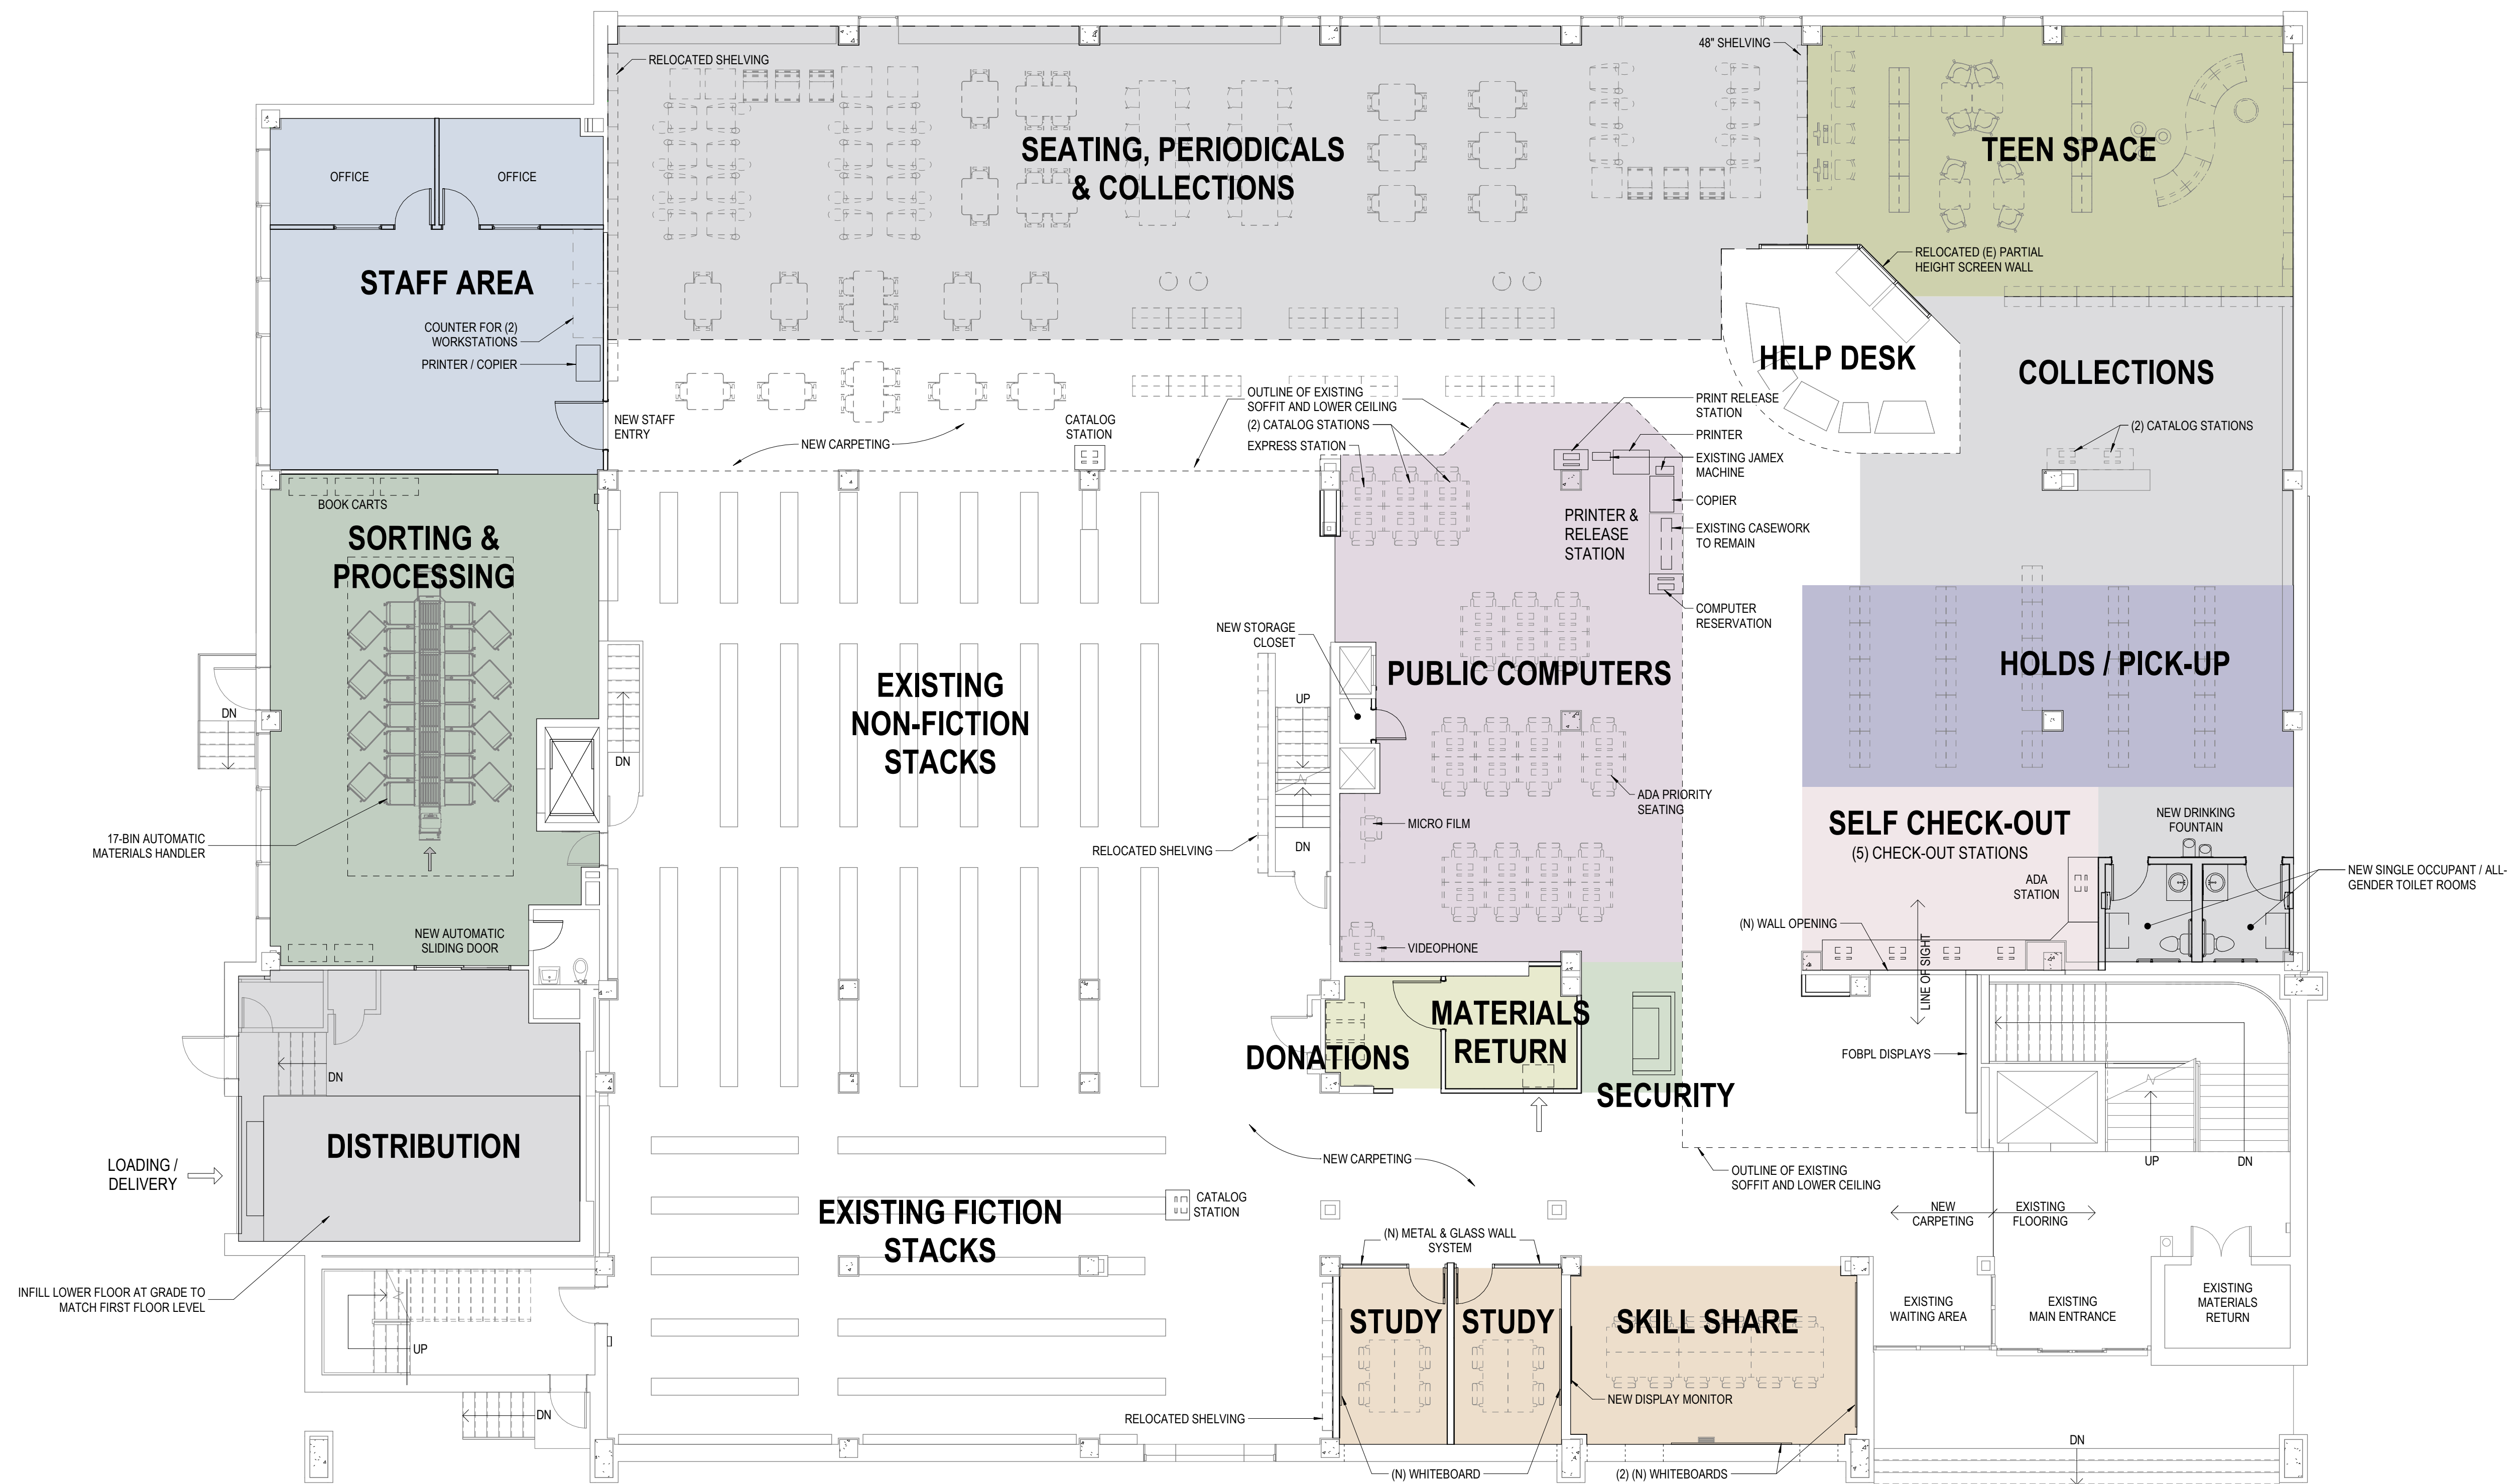 RELOCATED SHELVING
48" SHELVING
SEATING, PERIODICALS
& COLLECTIONS
TEEN SPACE
OFFICE
OFFICE
STAFF AREA
COUNTER FOR (2)
WORKSTATIONS
PRINTER / COPIER
RELOCATED (E) PARTIAL
HEIGHT SCREEN WALL
HELP DESK
COLLECTIONS
NEW STAFF
ENTRY
NEW CARPETING
CATALOG
STATION
OUTLINE OF EXISTING
SOFFIT AND LOWER CEILING
(2) CATALOG STATIONS
EXPRESS STATION
PRINT RELEASE
STATION
PRINTER
EXISTING JAMEX
MACHINE
COPIER
EXISTING CASEWORK
TO REMAIN
COMPUTER
RESERVATION
(2) CATALOG STATIONS
PRINTER &
RELEASE
STATION
BOOK CARTS
SORTING &
PROCESSING
DN
DN
17-BIN AUTOMATIC
MATERIALS HANDLER
NEW AUTOMATIC
SLIDING DOOR
EXISTING
NON-FICTION
STACKS
NEW STORAGE
CLOSET
UP
DN
RELOCATED SHELVING
PUBLIC COMPUTERS
ADA PRIORITY
SEATING
MICRO FILM
VIDEOPHONE
HOLDS / PICK-UP
SELF CHECK-OUT
(5) CHECK-OUT STATIONS
NEW DRINKING
FOUNTAIN
ADA
STATION
NEW SINGLE OCCUPANT / ALL-
GENDER TOILET ROOMS
(N) WALL OPENING
LINE OF SIGHT
DONATIONS
MATERIALS
RETURN
SECURITY
FOBPL DISPLAYS
DN
DISTRIBUTION
LOADING /
DELIVERY
INFILL LOWER FLOOR AT GRADE TO
MATCH FIRST FLOOR LEVEL
UP
DN
EXISTING FICTION
STACKS
CATALOG
STATION
NEW CARPETING
OUTLINE OF EXISTING
SOFFIT AND LOWER CEILING
UP
DN
NEW
CARPETING
EXISTING
FLOORING
(N) METAL & GLASS WALL
SYSTEM
STUDY
STUDY
SKILL SHARE
EXISTING
WAITING AREA
EXISTING
MAIN ENTRANCE
EXISTING
MATERIALS
RETURN
NEW DISPLAY MONITOR
RELOCATED SHELVING
(N) WHITEBOARD
(2) (N) WHITEBOARDS
DN